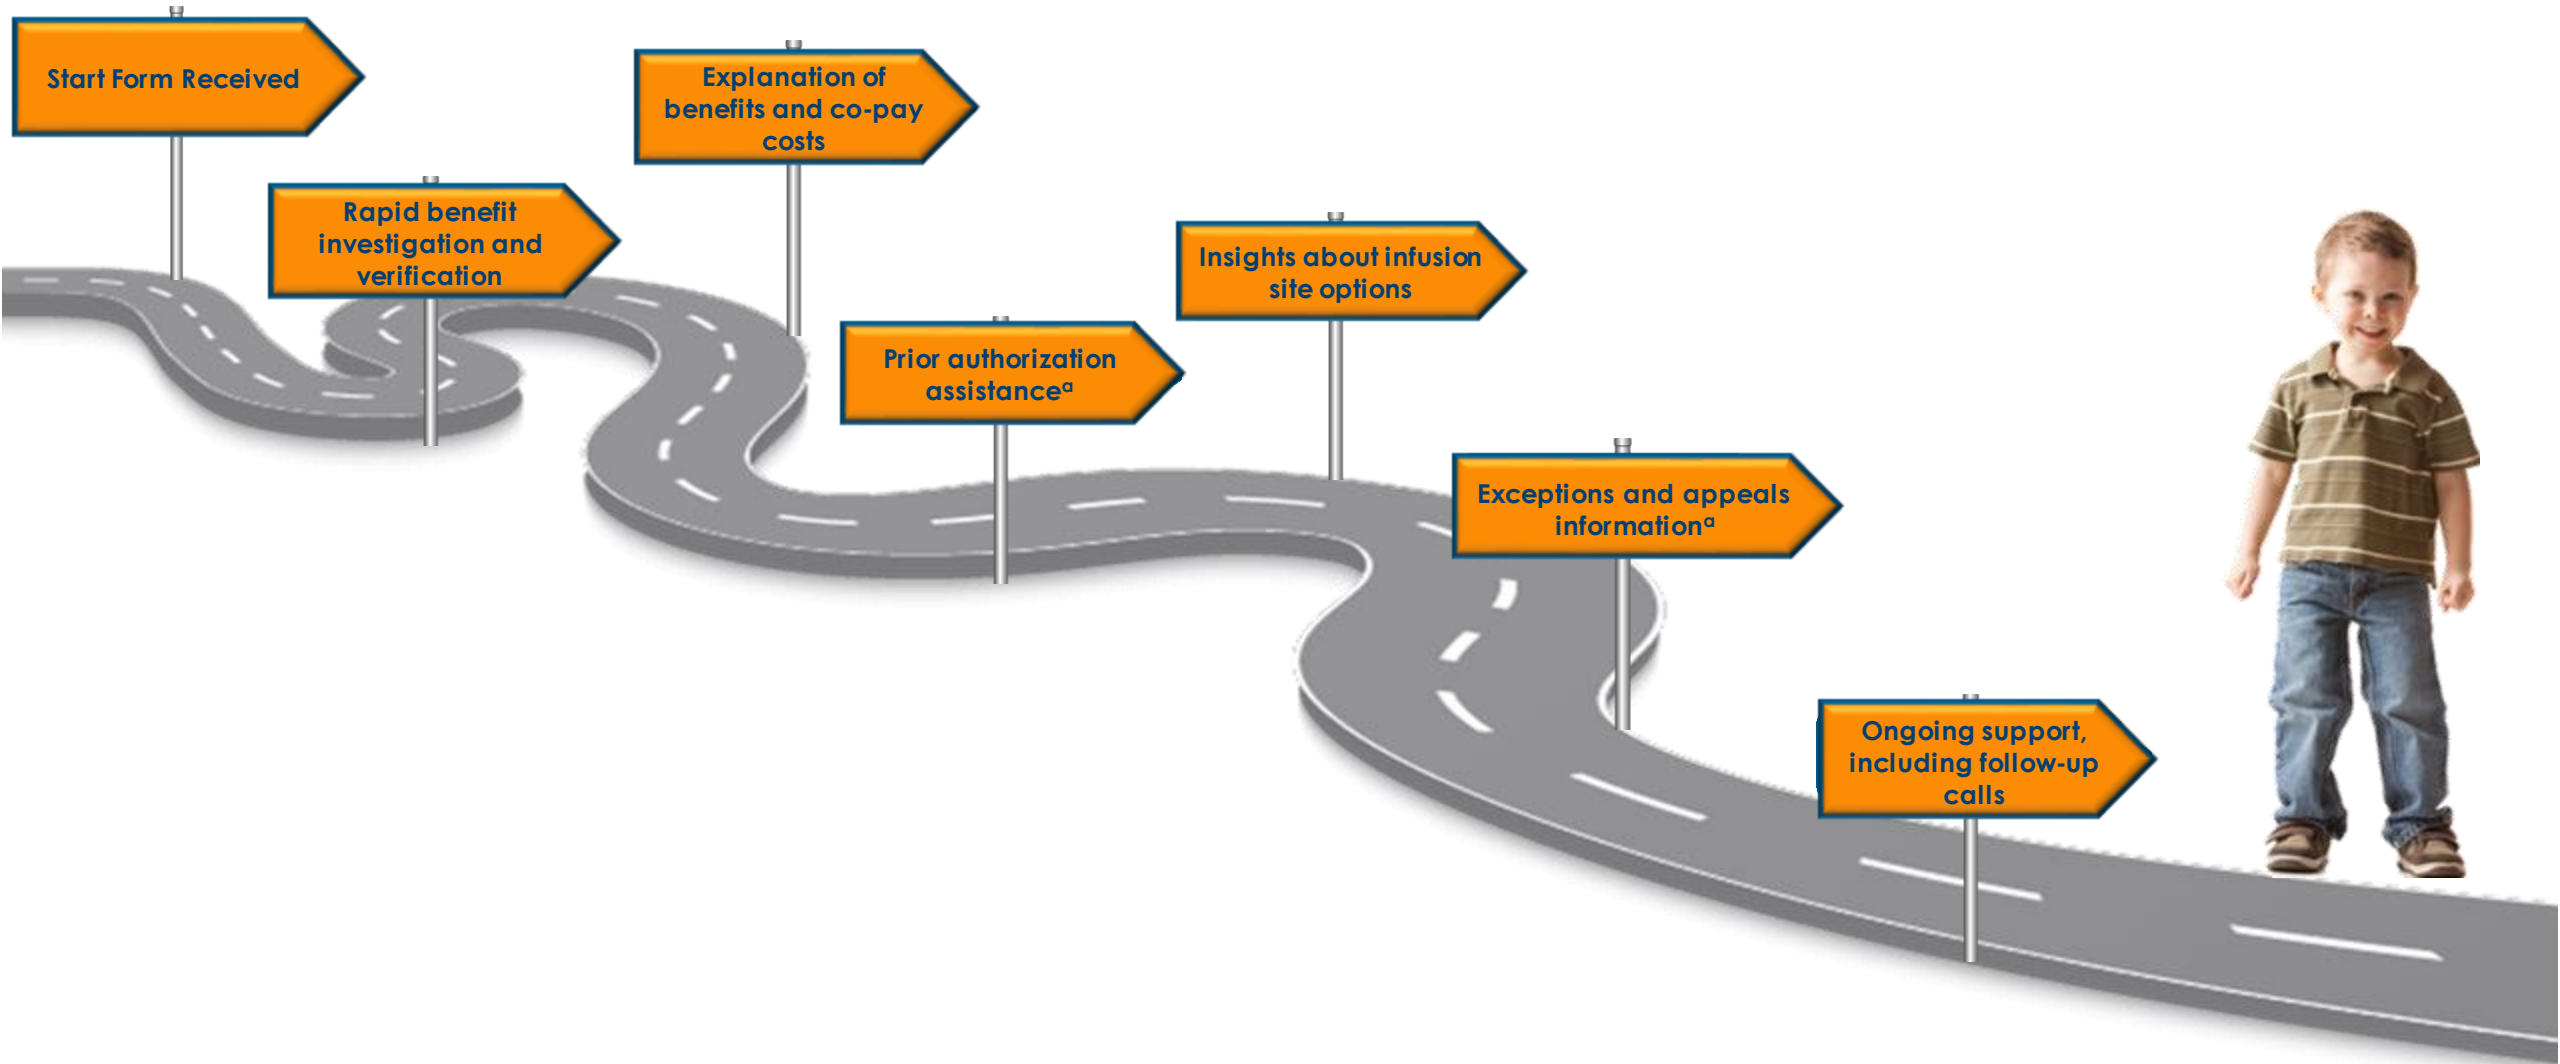 Start Form Received
Rapid benefit
investigation and
verification
Explanation of
benefits and co-pay
costs
Prior authorization
assistanceᵃ
Insights about infusion
site options
Exceptions and appeals
informationᵃ
Ongoing support,
including follow-up
calls